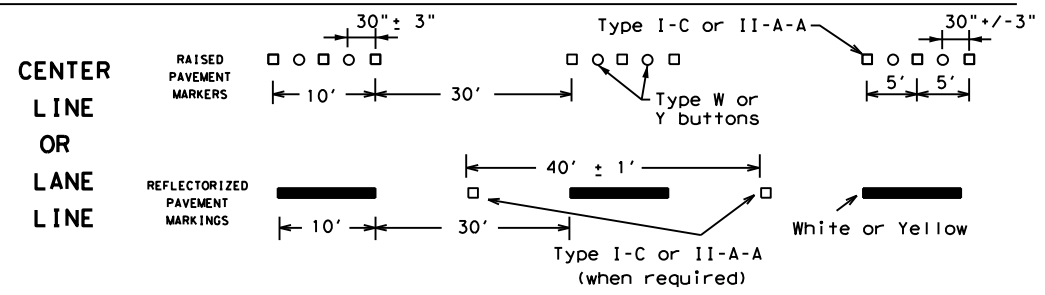 CENTER
LINE
OR
LANE
LINE
RAISED
PAVEMENT
MARKERS
30"± 3"
10'
30'
Type I-C or II-A-A
Type W or
Y buttons
30"+/-3"
5'
5'
REFLECTORIZED
PAVEMENT
MARKINGS
10'
30'
40' ± 1'
Type I-C or II-A-A
(when required)
White or Yellow